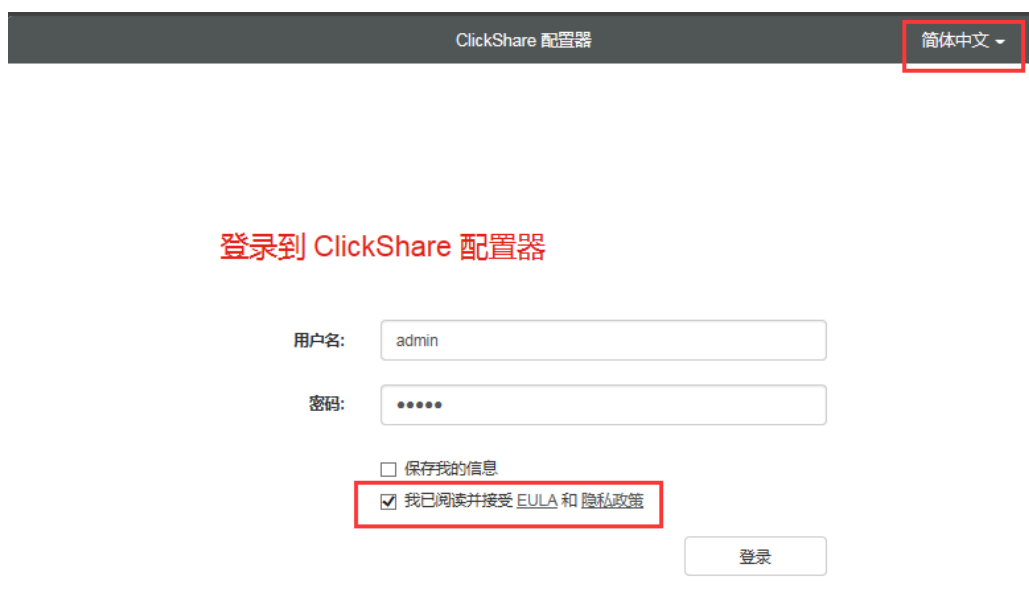 ClickShare 配置器
简体中文
登录到 ClickShare 配置器
用户名: admin
密码: •••••
保存我的信息
我已阅读并接受 EULA 和 隐私政策
登录